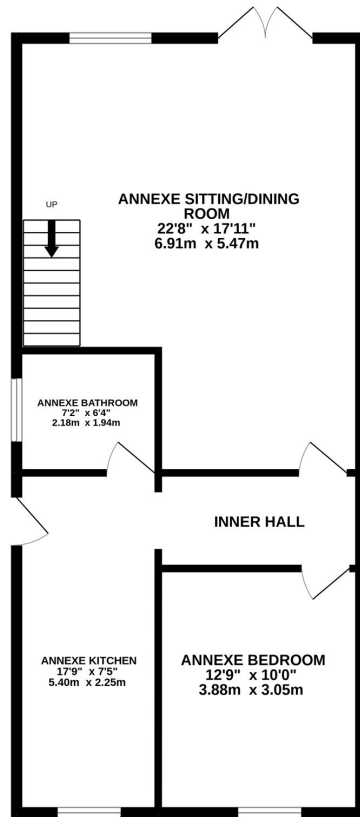 ANNEXE SITTING/DINING
ROOM
22'8" x 17'11"
6.91m x 5.47m
UP
ANNEXE BATHROOM
7'2" x 6'4"
2.18m x 1.94m
INNER HALL
ANNEXE KITCHEN
17'9" x 7'5"
5.40m x 2.25m
ANNEXE BEDROOM
12'9" x 10'0"
3.88m x 3.05m